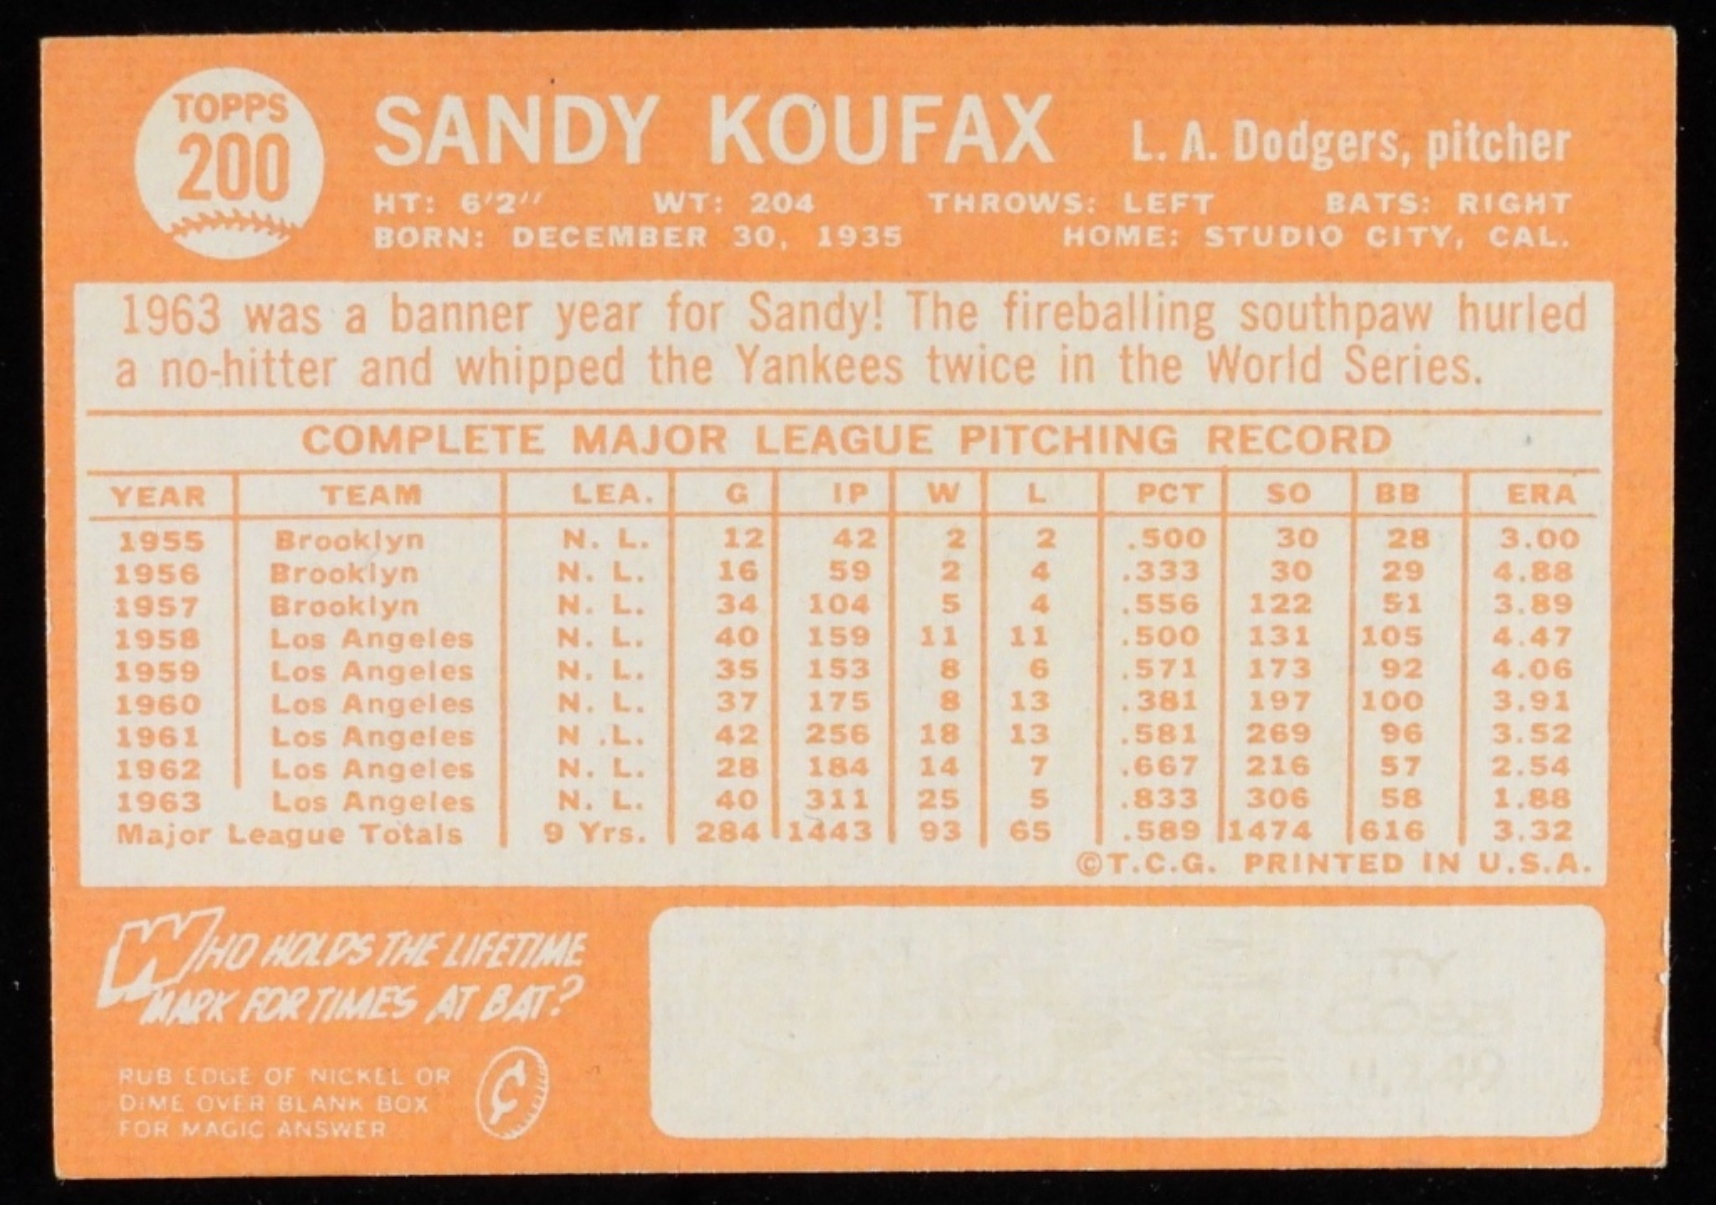 TOPPS
200
SANDY KOUFAX L. A. Dodgers, pitcher
HT: 6'2" WT: 204 THROWS: LEFT BATS: RIGHT
BORN: DECEMBER 30, 1935 HOME: STUDIO CITY, CAL.
1963 was a banner year for Sandy! The fireballing southpaw hurled
a no-hitter and whipped the Yankees twice in the World Series.
COMPLETE MAJOR LEAGUE PITCHING RECORD
YEAR TEAM LEA. G IP W L PCT SO BB ERA
1955 Brooklyn N. L. 12 42 2 2 .500 30 28 3.00
1956 Brooklyn N. L. 16 59 2 4 .333 30 29 4.88
1957 Brooklyn N. L. 34 104 5 4 .556 122 51 3.89
1958 Los Angeles N. L. 40 159 11 11 .500 131 105 4.47
1959 Los Angeles N. L. 35 153 8 6 .571 173 92 4.06
1960 Los Angeles N. L. 37 175 8 13 .381 197 100 3.91
1961 Los Angeles N .L. 42 256 18 13 .581 269 96 3.52
1962 Los Angeles N. L. 28 184 14 7 .667 216 57 2.54
1963 Los Angeles N. L. 40 311 25 5 .833 306 58 1.88
Major League Totals 9 Yrs. 284 1443 93 65 .589 1474 616 3.32
©T.C.G. PRINTED IN U.S.A.
WHO HOLDS THE LIFETIME
MARK FOR TIMES AT BAT?
RUB EDGE OF NICKEL OR
DIME OVER BLANK BOX
FOR MAGIC ANSWER
¢
TY
COBB